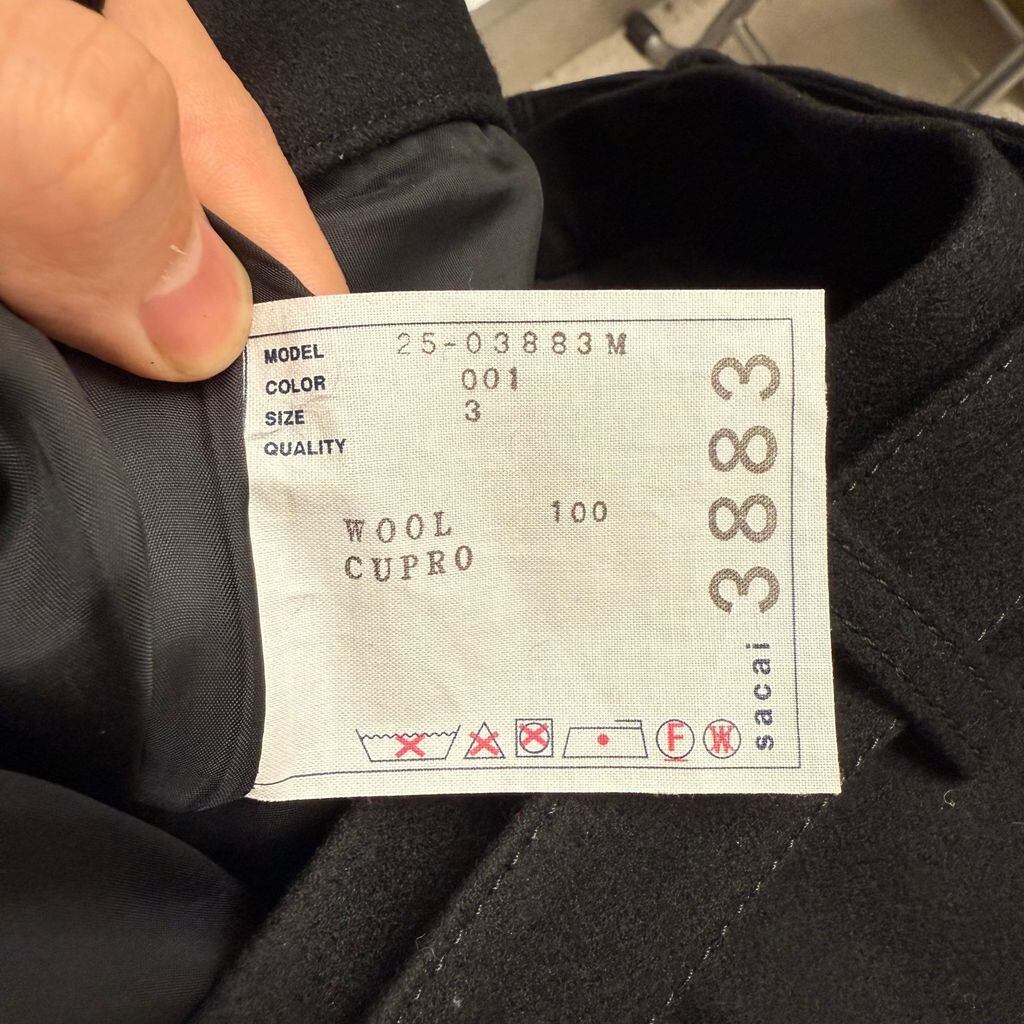 MODEL 25-03883M
COLOR 001
SIZE 3
QUALITY
WOOL 100
CUPRO
F
W
sacai 3883